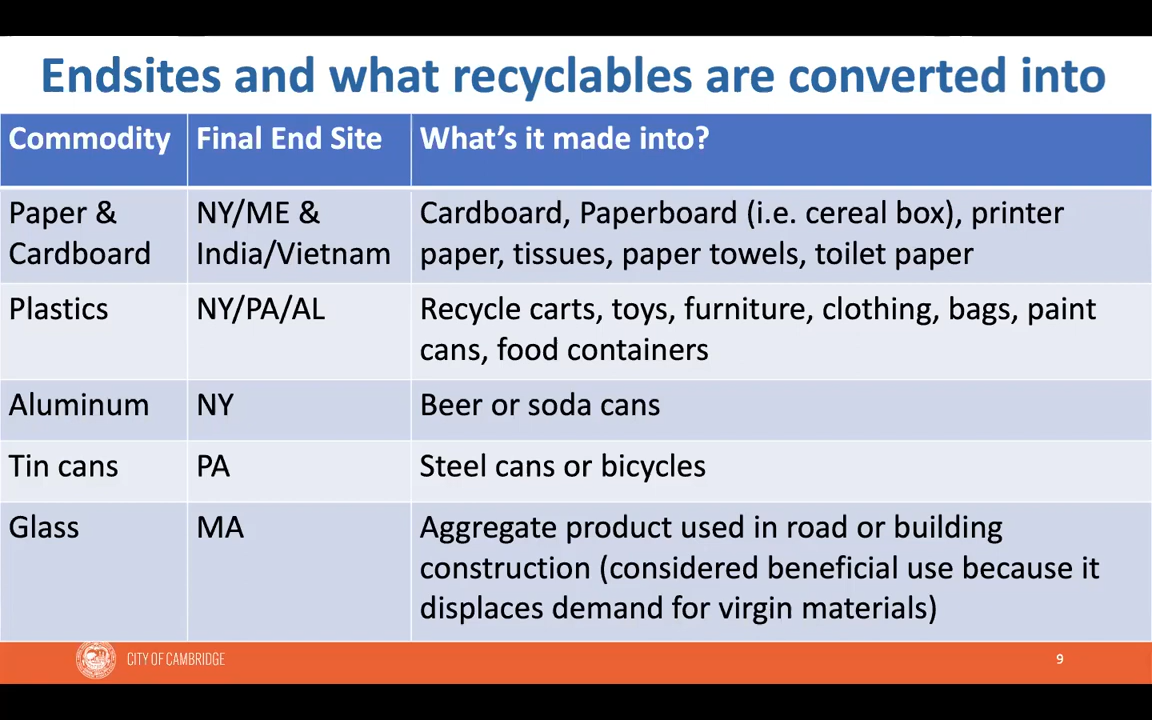 Endsites and what recyclables are converted into
Commodity
Final End Site
What's it made into?
Paper &
Cardboard
NY/ME &
India/Vietnam
Cardboard, Paperboard (i.e. cereal box), printer
paper, tissues, paper towels, toilet paper
Plastics
NY/PA/AL
Recycle carts, toys, furniture, clothing, bags, paint
cans, food containers
Aluminum
NY
Beer or soda cans
Tin cans
PA
Steel cans or bicycles
Glass
MA
Aggregate product used in road or building
construction (considered beneficial use because it
displaces demand for virgin materials)
CITY OF CAMBRIDGE
9